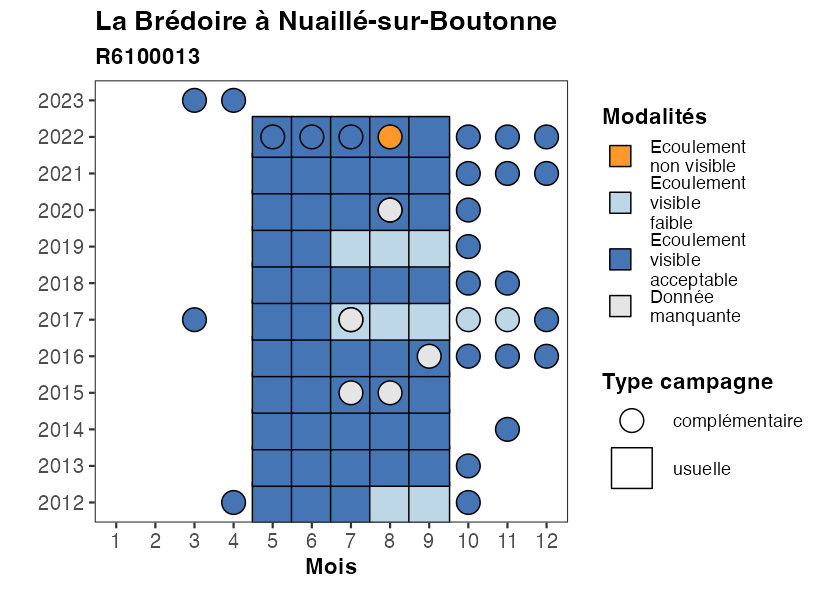 La Brédoire à Nuaillé-sur-Boutonne
R6100013
2023
2022
2021
2020
2019
2018
2017
2016
2015
2014
2013
2012
1 2 3 4 5 6 7 8 9 10 11 12
Mois
Modalités
Ecoulement
non visible
Ecoulement
visible
faible
Ecoulement
visible
acceptable
Donnée
manquante
Type campagne
complémentaire
usuelle